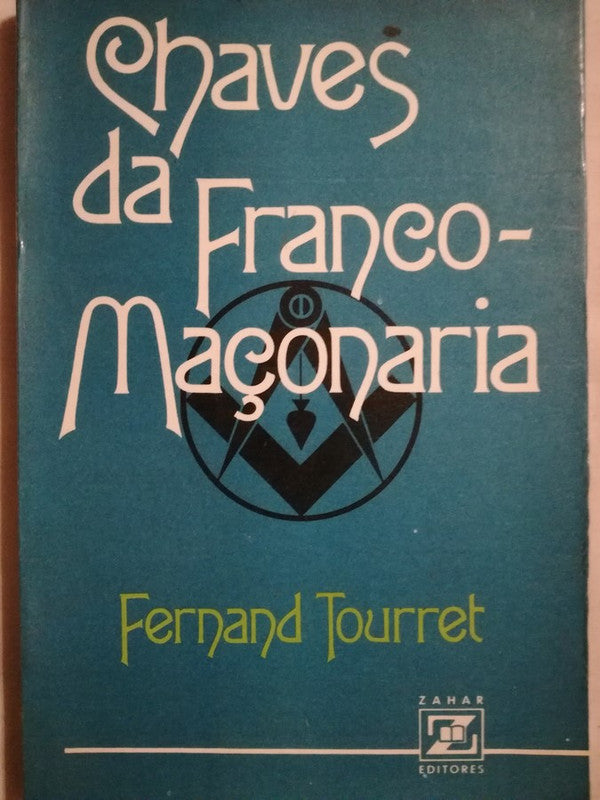 Chaves
da
Franco-
Maçonaria
Fernand Tourret
ZAHAR
EDITORES